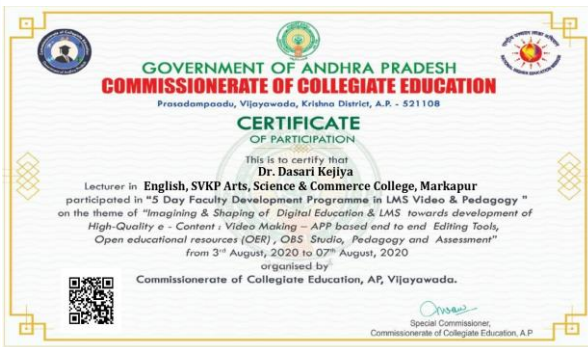 GOVERNMENT OF ANDHRA PRADESH
COMMISSIONERATE OF COLLEGIATE EDUCATION
Prasadampaadu, Vijayawada, Krishna District, A.P. - 521108
CERTIFICATE
OF PARTICIPATION
This is to certify that
Dr. Dasari Kejiya
Lecturer in English, SVKP Arts, Science & Commerce College, Markapur
participated in "5 Day Faculty Development Programme in LMS Video & Pedagogy "
on the theme of "Imagining & Shaping of Digital Education & LMS towards development of
High-Quality e - Content : Video Making – APP based end to end Editing Tools,
Open educational resources (OER) , OBS Studio, Pedagogy and Assessment"
from 3rd August, 2020 to 07th August, 2020
organised by
Commissionerate of Collegiate Education, AP, Vijayawada.
Special Commissioner,
Commissionerate of Collegiate Education, A.P